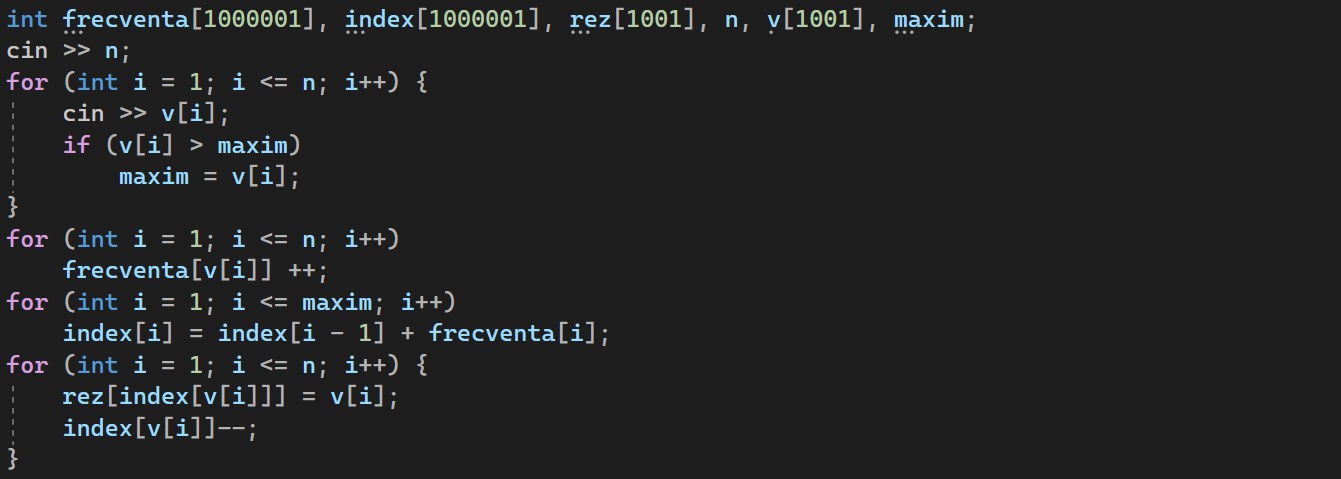 int frecventa[1000001], index[1000001], rez[1001], n, v[1001], maxim;
cin >> n;
for (int i = 1; i <= n; i++) {
    cin >> v[i];
    if (v[i] > maxim)
        maxim = v[i];
}
for (int i = 1; i <= n; i++)
    frecventa[v[i]] ++;
for (int i = 1; i <= maxim; i++)
    index[i] = index[i - 1] + frecventa[i];
for (int i = 1; i <= n; i++) {
    rez[index[v[i]]] = v[i];
    index[v[i]]--;
}